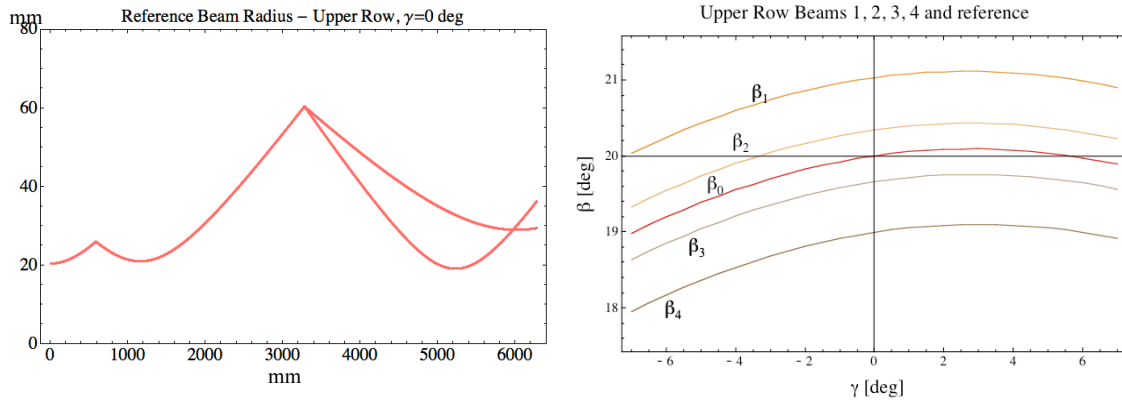 mm
Reference Beam Radius − Upper Row, γ=0 deg
80
60
40
20
0
0 1000 2000 3000 4000 5000 6000
mm
Upper Row Beams 1, 2, 3, 4 and reference
β [deg]
21
20
19
18
β₁
β₂
β₀
β₃
β₄
- 6 - 4 - 2 0 2 4 6
γ [deg]